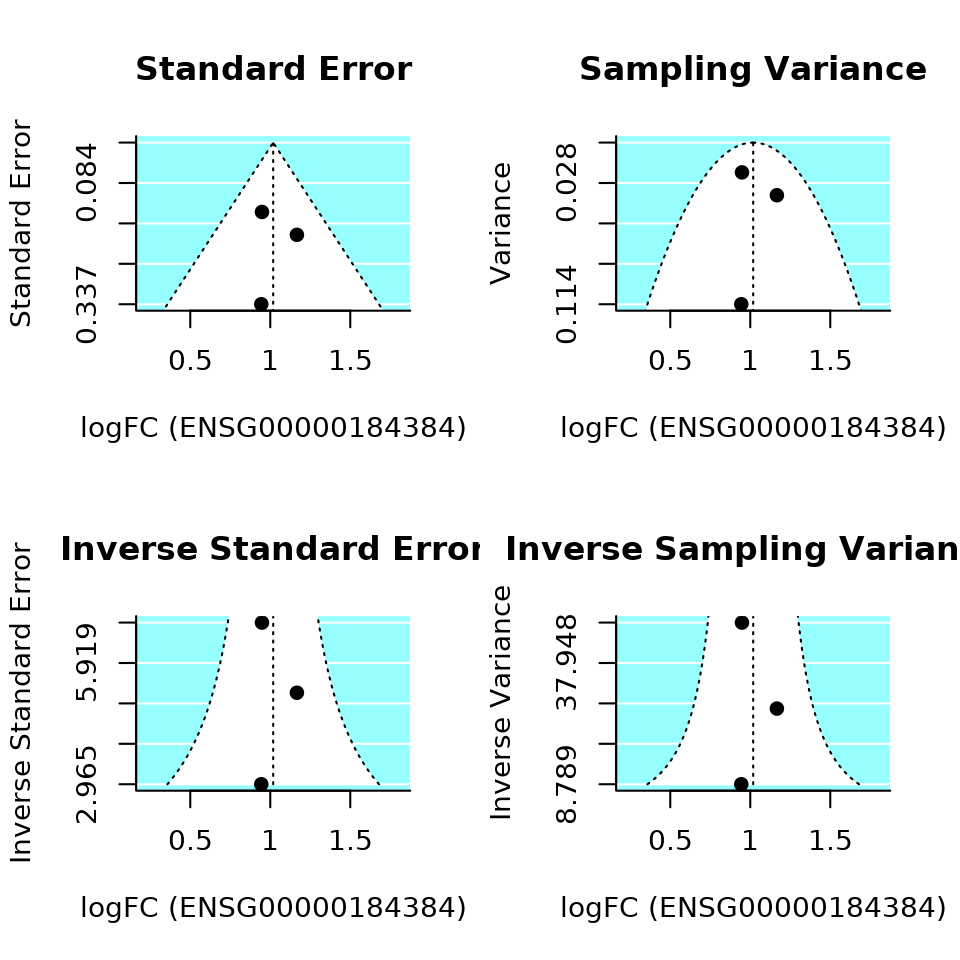 Standard Error
Standard Error
0.084
0.337
0.5 1 1.5
logFC (ENSG00000184384)
Sampling Variance
Variance
0.028
0.114
0.5 1 1.5
logFC (ENSG00000184384)
Inverse Standard Error
Inverse Standard Error
5.919
2.965
0.5 1 1.5
logFC (ENSG00000184384)
Inverse Sampling Varian
Inverse Variance
37.948
8.789
0.5 1 1.5
logFC (ENSG00000184384)